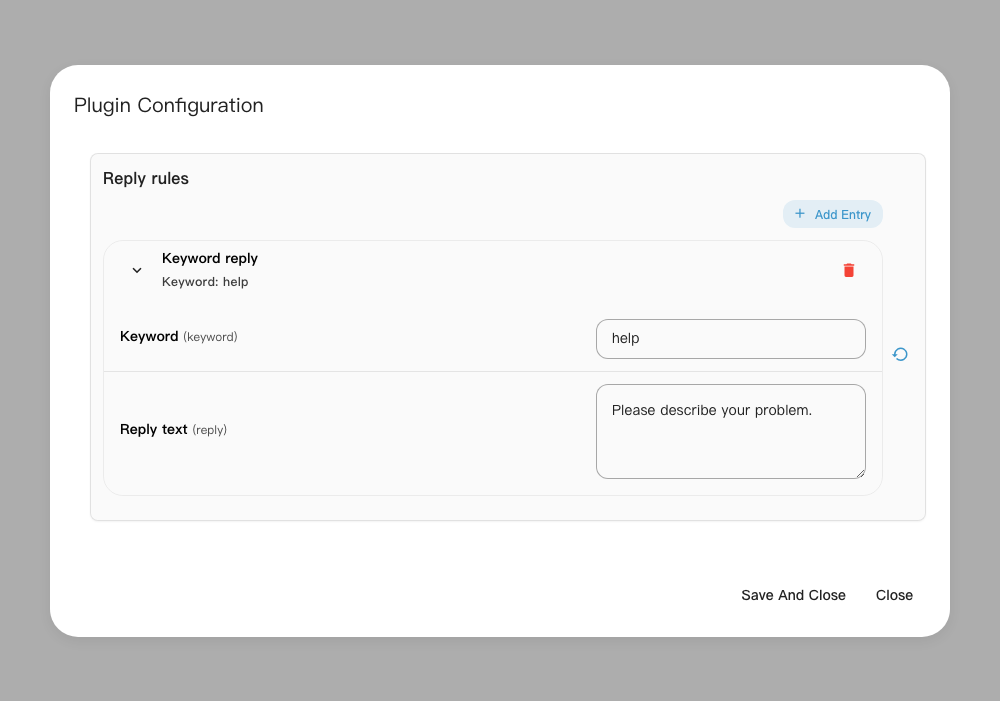 Plugin Configuration
Reply rules
Add Entry
Keyword reply
Keyword: help
Keyword (keyword)
help
Reply text (reply)
Please describe your problem.
Save And Close
Close